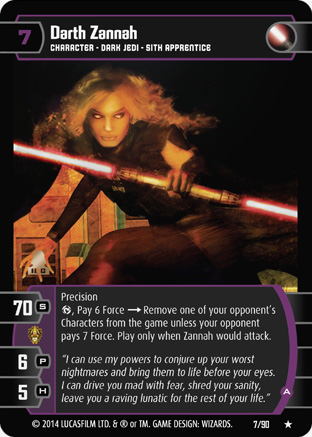 7
Darth Zannah
CHARACTER - DARK JEDI - SITH APPRENTICE
70 S
6 P
5 H
Precision
, Pay 6 Force → Remove one of your opponent's
Characters from the game unless your opponent
pays 7 Force. Play only when Zannah would attack.
"I can use my powers to conjure up your worst
nightmares and bring them to life before your eyes.
I can drive you mad with fear, shred your sanity,
leave you a raving lunatic for the rest of your life."
A
© 2014 LUCASFILM LTD. & ® or TM. GAME DESIGN: WIZARDS.
7/90 ★